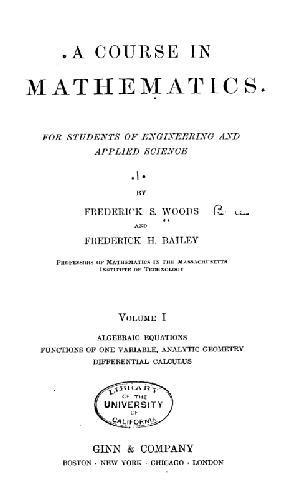 A COURSE IN
MATHEMATICS
FOR STUDENTS OF ENGINEERING AND
APPLIED SCIENCE
BY
FREDERICK S. WOODS
AND
FREDERICK H. BAILEY
PROFESSORS OF MATHEMATICS IN THE MASSACHUSETTS
INSTITUTE OF TECHNOLOGY
VOLUME I
ALGEBRAIC EQUATIONS
FUNCTIONS OF ONE VARIABLE, ANALYTIC GEOMETRY
DIFFERENTIAL CALCULUS
LIBRARY
OF THE
UNIVERSITY
OF
CALIFORNIA
GINN & COMPANY
BOSTON · NEW YORK · CHICAGO · LONDON